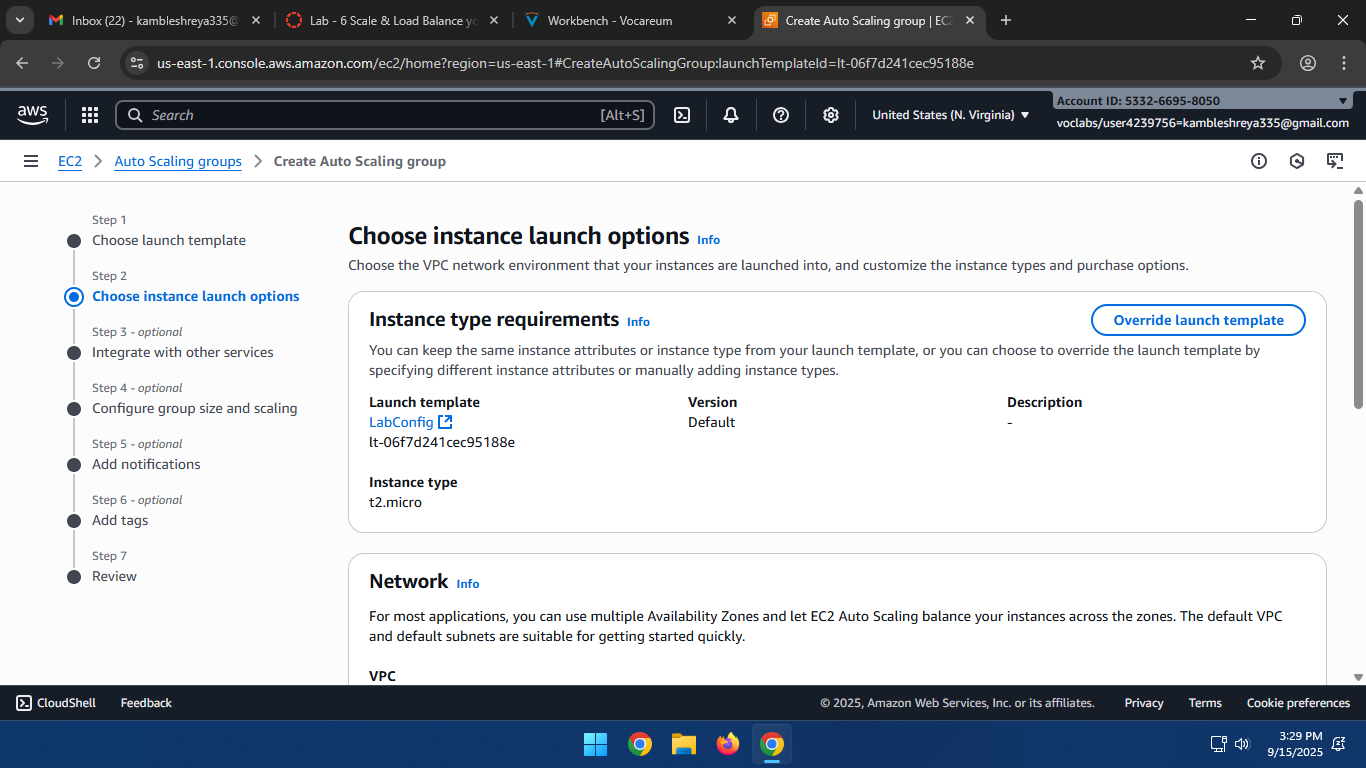 Inbox (22) - kambleshreya335@
Lab - 6 Scale & Load Balance yo
Workbench - Vocareum
Create Auto Scaling group | EC2
us-east-1.console.aws.amazon.com/ec2/home?region=us-east-1#CreateAutoScalingGroup:launchTemplateId=lt-06f7d241cec95188e
aws
Search
[Alt+S]
United States (N. Virginia)
Account ID: 5332-6695-8050
voclabs/user4239756=kambleshreya335@gmail.com
EC2
Auto Scaling groups
Create Auto Scaling group
Step 1
Choose launch template
Step 2
Choose instance launch options
Step 3 - optional
Integrate with other services
Step 4 - optional
Configure group size and scaling
Step 5 - optional
Add notifications
Step 6 - optional
Add tags
Step 7
Review
Choose instance launch options Info
Choose the VPC network environment that your instances are launched into, and customize the instance types and purchase options.
Instance type requirements Info
Override launch template
You can keep the same instance attributes or instance type from your launch template, or you can choose to override the launch template by
specifying different instance attributes or manually adding instance types.
Launch template
LabConfig
lt-06f7d241cec95188e
Version
Default
Description
-
Instance type
t2.micro
Network Info
For most applications, you can use multiple Availability Zones and let EC2 Auto Scaling balance your instances across the zones. The default VPC
and default subnets are suitable for getting started quickly.
VPC
CloudShell
Feedback
© 2025, Amazon Web Services, Inc. or its affiliates.
Privacy
Terms
Cookie preferences
3:29 PM
9/15/2025